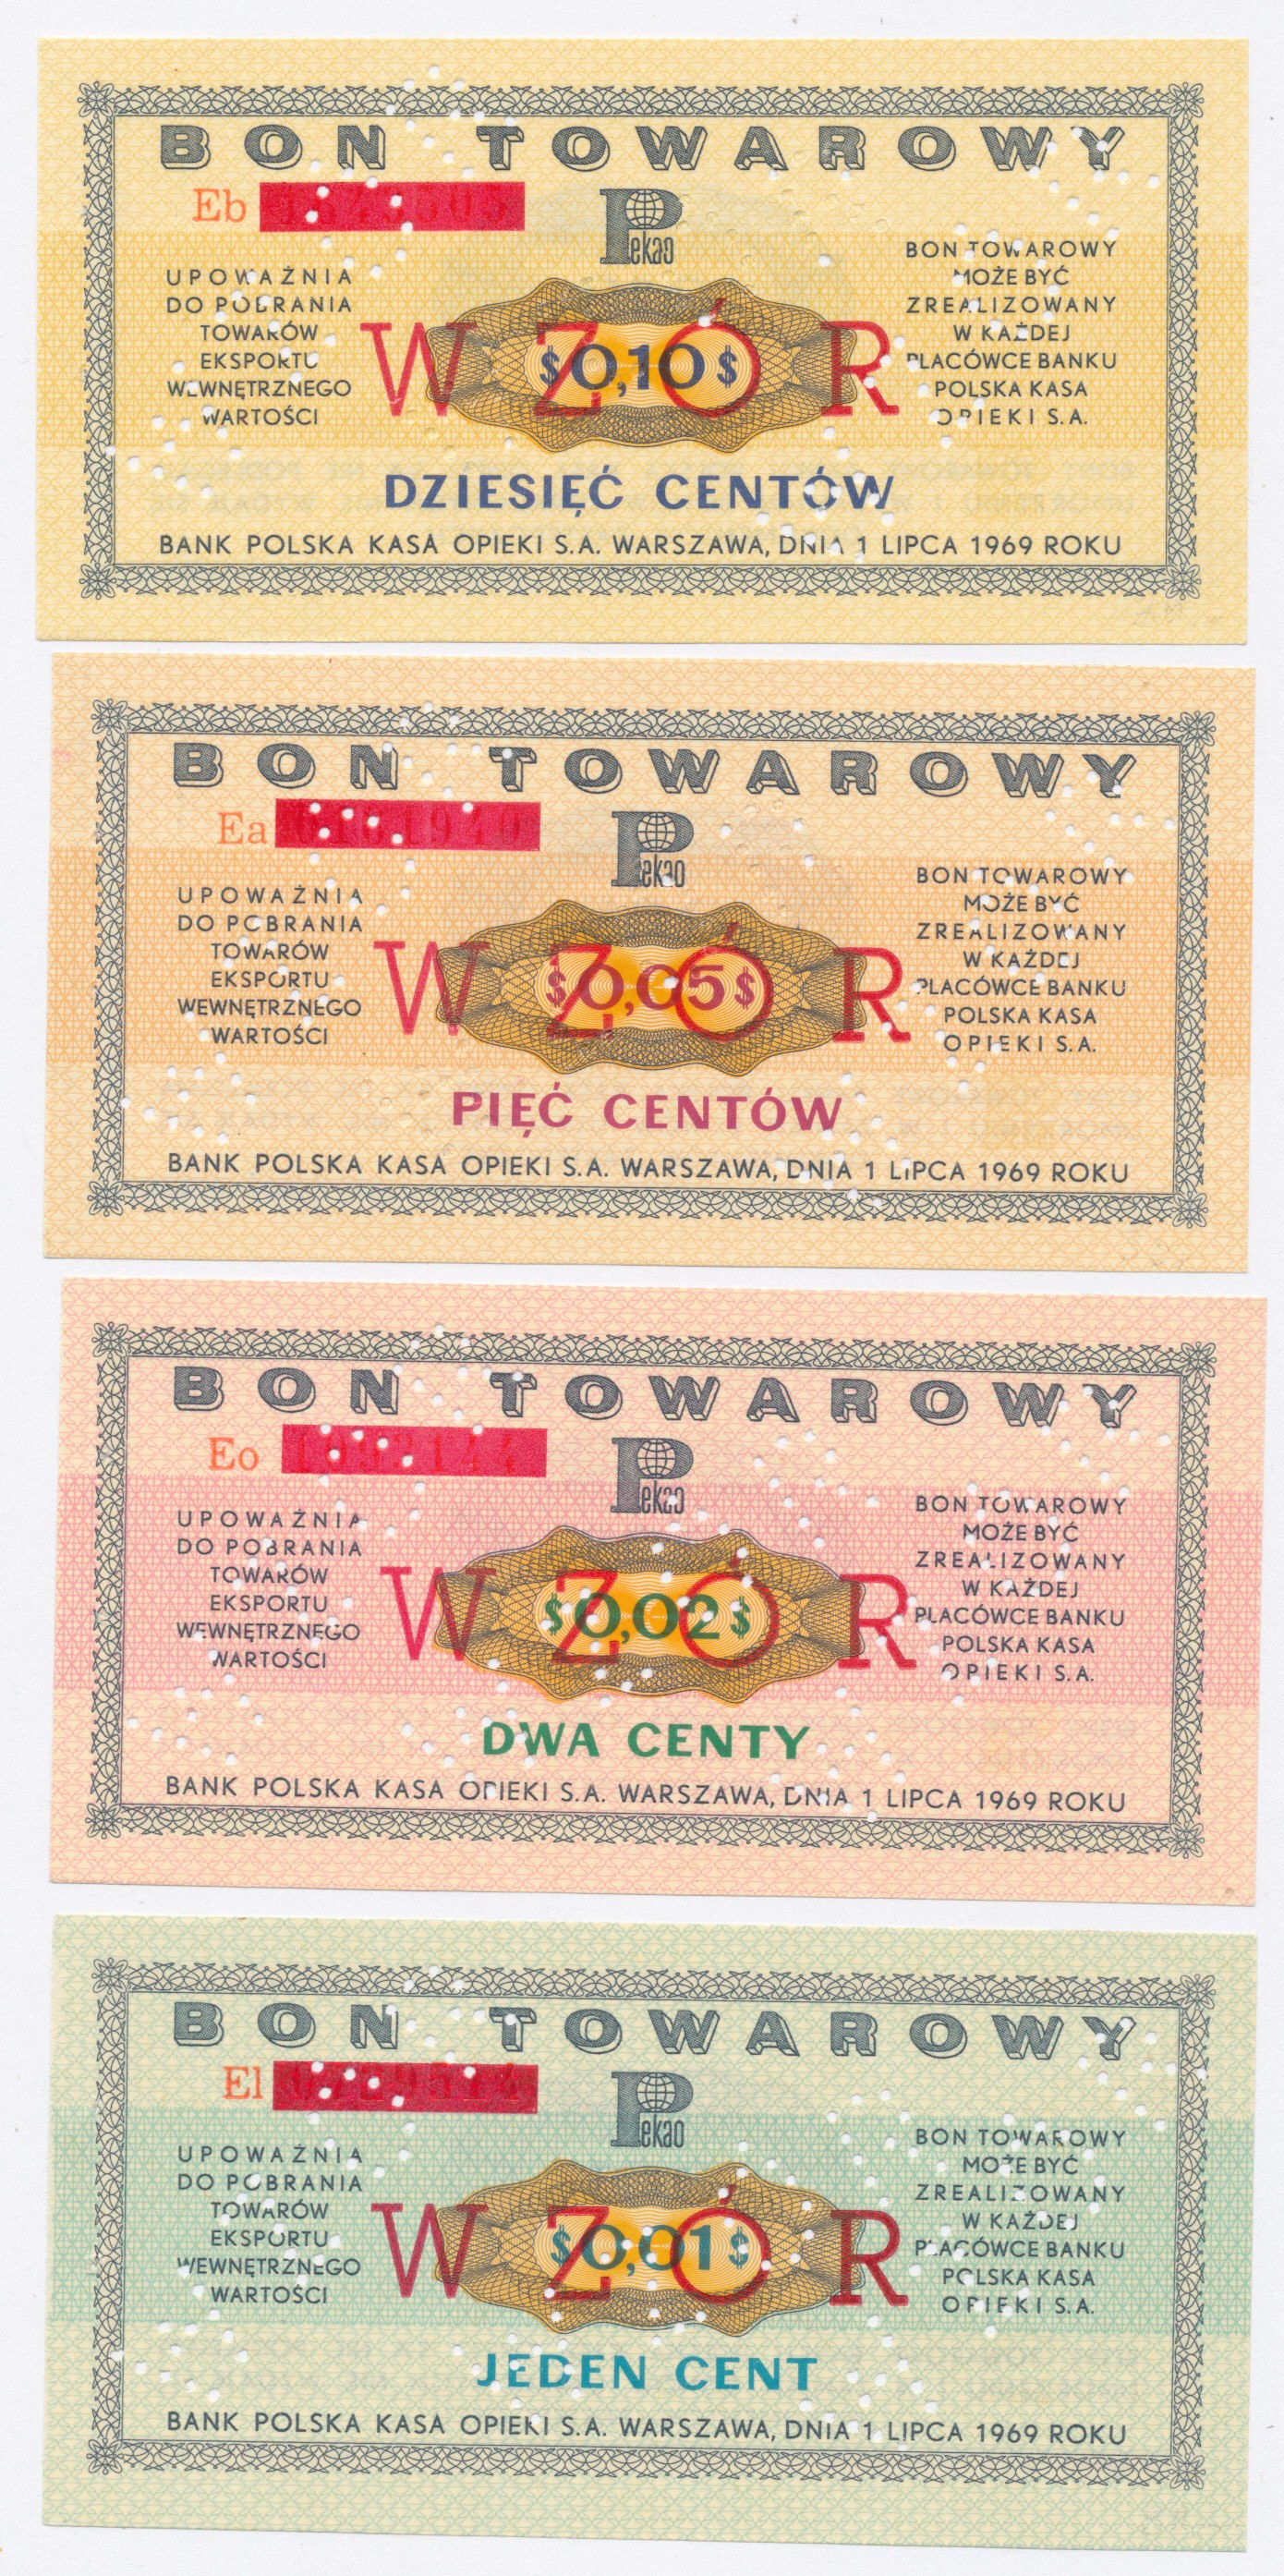 BON TOWAROWY
Eb
Pekao
UPOWAŻNIA
DO POBRANIA
TOWARÓW
EKSPORTU
WEWNĘTRZNEGO
WARTOŚCI
BON TOWAROWY
MOŻE BYĆ
ZREALIZOWANY
W KAŻDEJ
PLACÓWCE BANKU
POLSKA KASA
OPIEKI S.A.
WZÓR
$0,10$
DZIESIĘĆ CENTÓW
BANK POLSKA KASA OPIEKI S.A. WARSZAWA, DNIA 1 LIPCA 1969 ROKU
BON TOWAROWY
Ea
Pekao
UPOWAŻNIA
DO POBRANIA
TOWARÓW
EKSPORTU
WEWNĘTRZNEGO
WARTOŚCI
BON TOWAROWY
MOŻE BYĆ
ZREALIZOWANY
W KAŻDEJ
PLACÓWCE BANKU
POLSKA KASA
OPIEKI S.A.
WZÓR
$0,05$
PIĘĆ CENTÓW
BANK POLSKA KASA OPIEKI S.A. WARSZAWA, DNIA 1 LIPCA 1969 ROKU
BON TOWAROWY
Eo
Pekao
UPOWAŻNIA
DO POBRANIA
TOWARÓW
EKSPORTU
WEWNĘTRZNEGO
WARTOŚCI
BON TOWAROWY
MOŻE BYĆ
ZREALIZOWANY
W KAŻDEJ
PLACÓWCE BANKU
POLSKA KASA
OPIEKI S.A.
WZÓR
$0,02$
DWA CENTY
BANK POLSKA KASA OPIEKI S.A. WARSZAWA, DNIA 1 LIPCA 1969 ROKU
BON TOWAROWY
El
Pekao
UPOWAŻNIA
DO POBRANIA
TOWARÓW
EKSPORTU
WEWNĘTRZNEGO
WARTOŚCI
BON TOWAROWY
MOŻE BYĆ
ZREALIZOWANY
W KAŻDEJ
PLACÓWCE BANKU
POLSKA KASA
OPIEKI S.A.
WZÓR
$0,01$
JEDEN CENT
BANK POLSKA KASA OPIEKI S.A. WARSZAWA, DNIA 1 LIPCA 1969 ROKU